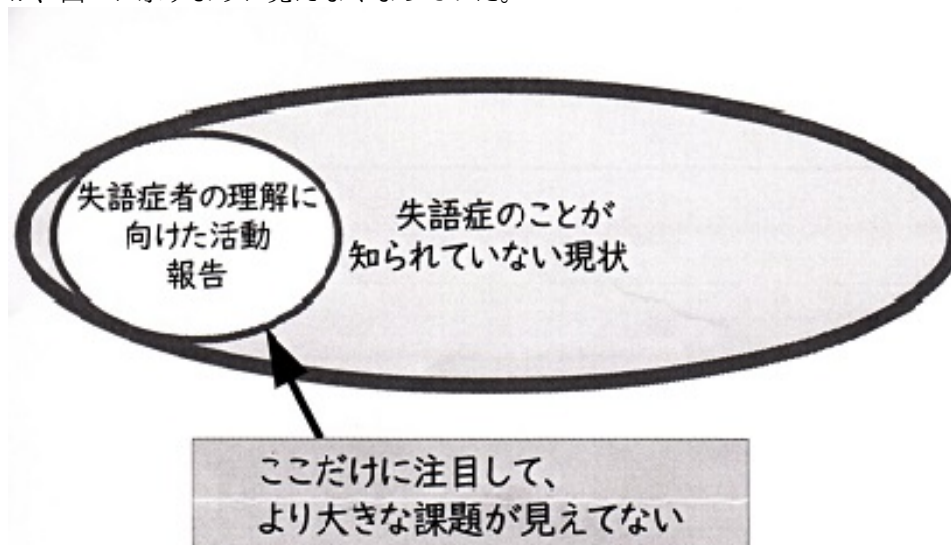 失語症者の理解に
向けた活動
報告
失語症のことが
知られていない現状
ここだけに注目して、
より大きな課題が見えてない